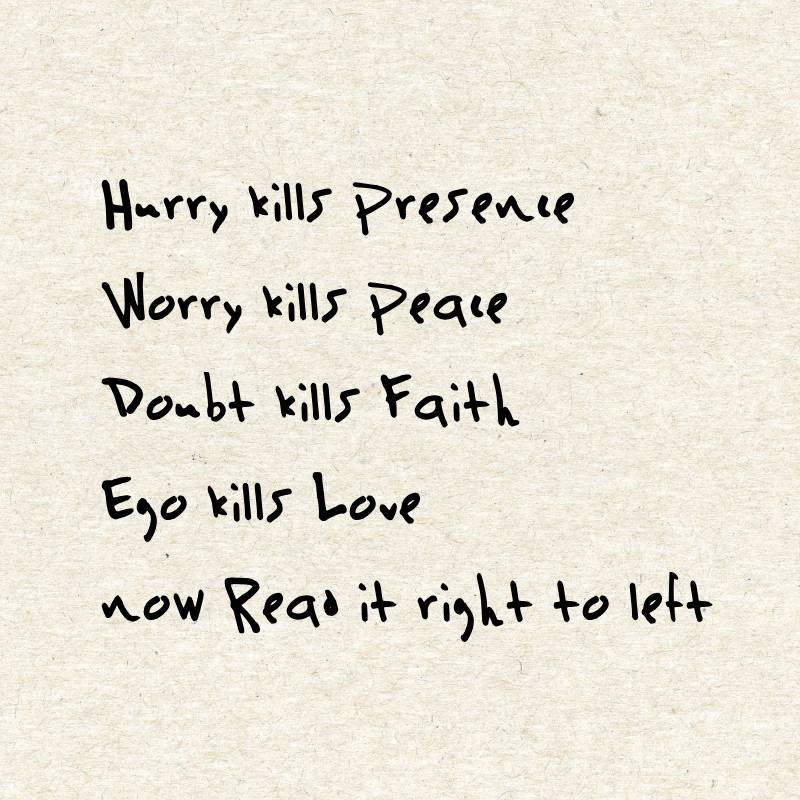 Hurry kills Presence
Worry kills Peace
Doubt kills Faith
Ego kills Love
now Read it right to left